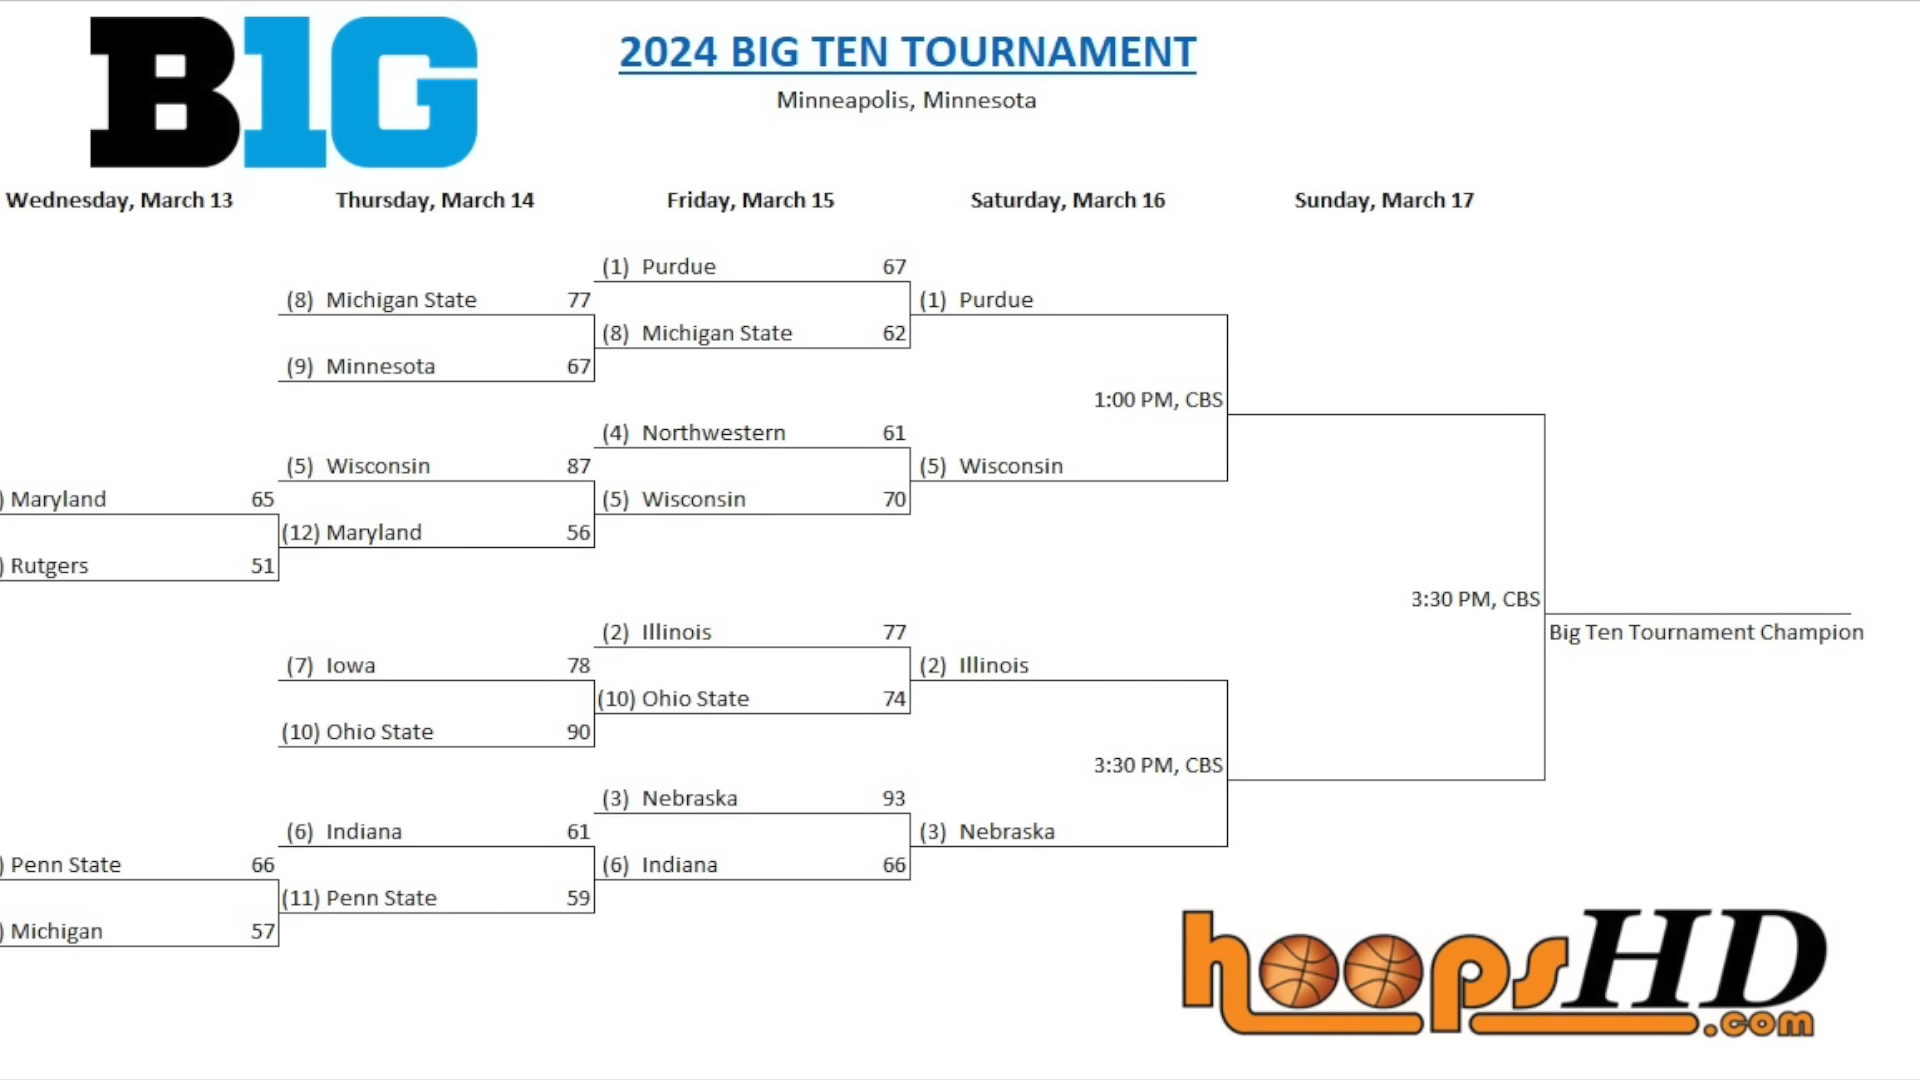 B1G
2024 BIG TEN TOURNAMENT
Minneapolis, Minnesota
Wednesday, March 13 Thursday, March 14 Friday, March 15 Saturday, March 16 Sunday, March 17
(1) Purdue 67
(8) Michigan State 77 (1) Purdue
(8) Michigan State 62
(9) Minnesota 67
1:00 PM, CBS
(4) Northwestern 61
(5) Wisconsin 87 (5) Wisconsin
) Maryland 65 (5) Wisconsin 70
(12) Maryland 56
) Rutgers 51
3:30 PM, CBS
(2) Illinois 77 Big Ten Tournament Champion
(7) Iowa 78 (2) Illinois
(10) Ohio State 74
(10) Ohio State 90
3:30 PM, CBS
(3) Nebraska 93
(6) Indiana 61 (3) Nebraska
) Penn State 66 (6) Indiana 66
(11) Penn State 59
) Michigan 57
hoopsHD
.com